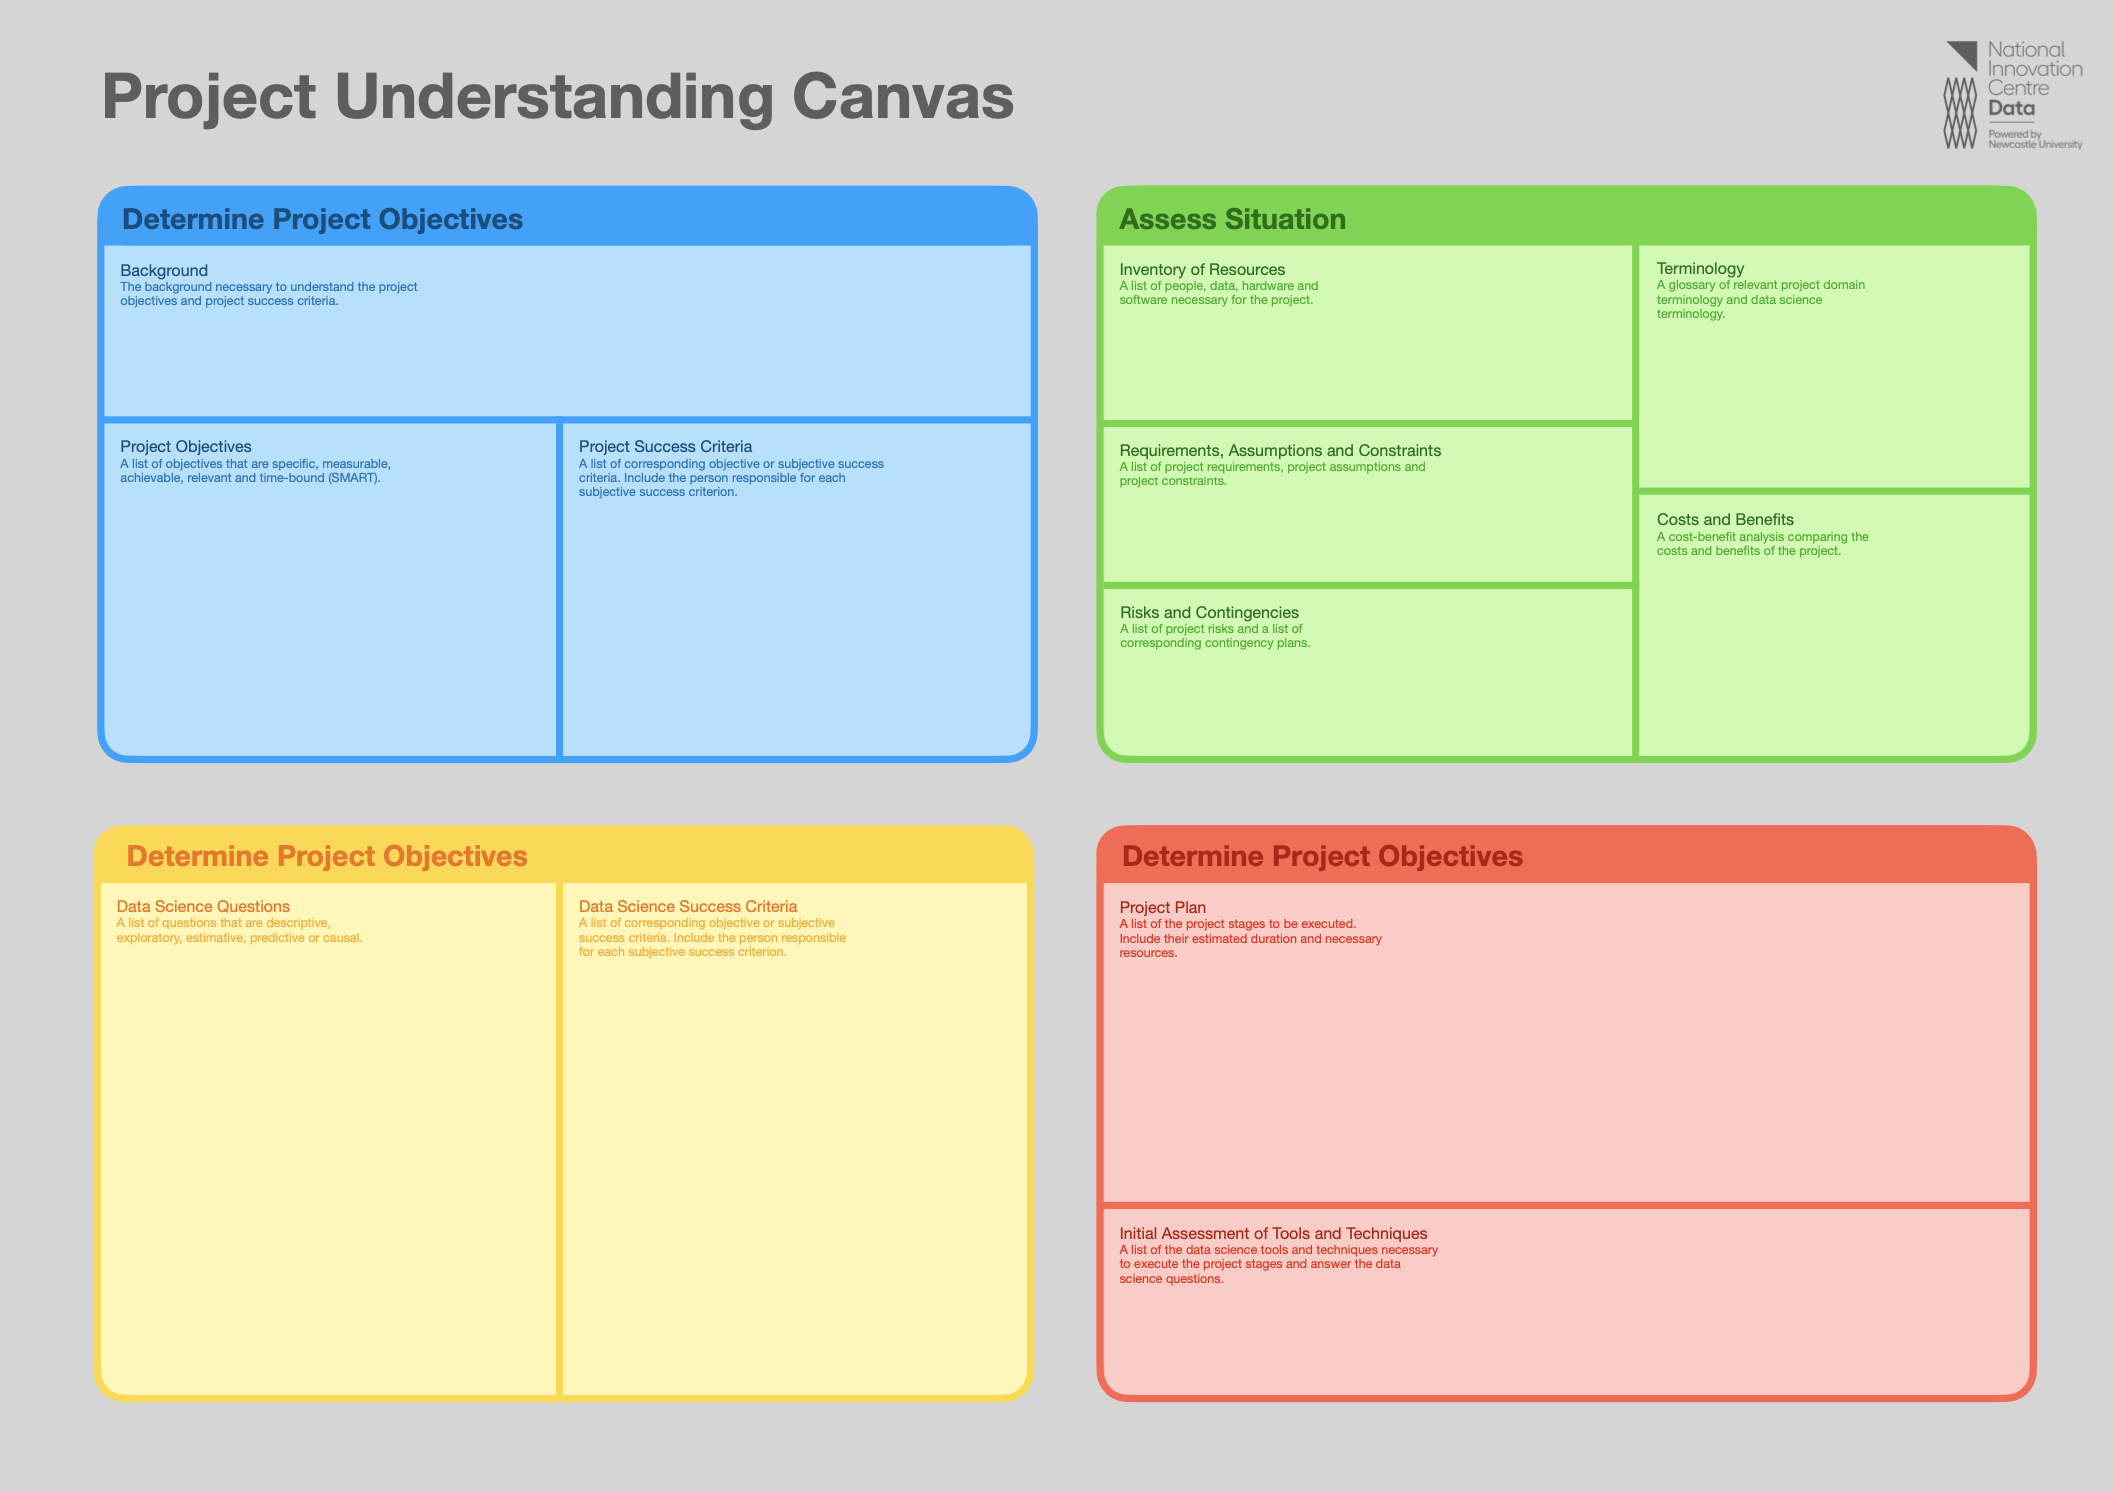 Project Understanding Canvas
National
Innovation
Centre
Data
Powered by
Newcastle University
Determine Project Objectives
Background
The background necessary to understand the project
objectives and project success criteria.
Project Objectives
A list of objectives that are specific, measurable,
achievable, relevant and time-bound (SMART).
Project Success Criteria
A list of corresponding objective or subjective success
criteria. Include the person responsible for each
subjective success criterion.
Assess Situation
Inventory of Resources
A list of people, data, hardware and
software necessary for the project.
Requirements, Assumptions and Constraints
A list of project requirements, project assumptions and
project constraints.
Risks and Contingencies
A list of project risks and a list of
corresponding contingency plans.
Terminology
A glossary of relevant project domain
terminology and data science
terminology.
Costs and Benefits
A cost-benefit analysis comparing the
costs and benefits of the project.
Determine Project Objectives
Data Science Questions
A list of questions that are descriptive,
exploratory, estimative, predictive or causal.
Data Science Success Criteria
A list of corresponding objective or subjective
success criteria. Include the person responsible
for each subjective success criterion.
Determine Project Objectives
Project Plan
A list of the project stages to be executed.
Include their estimated duration and necessary
resources.
Initial Assessment of Tools and Techniques
A list of the data science tools and techniques necessary
to execute the project stages and answer the data
science questions.